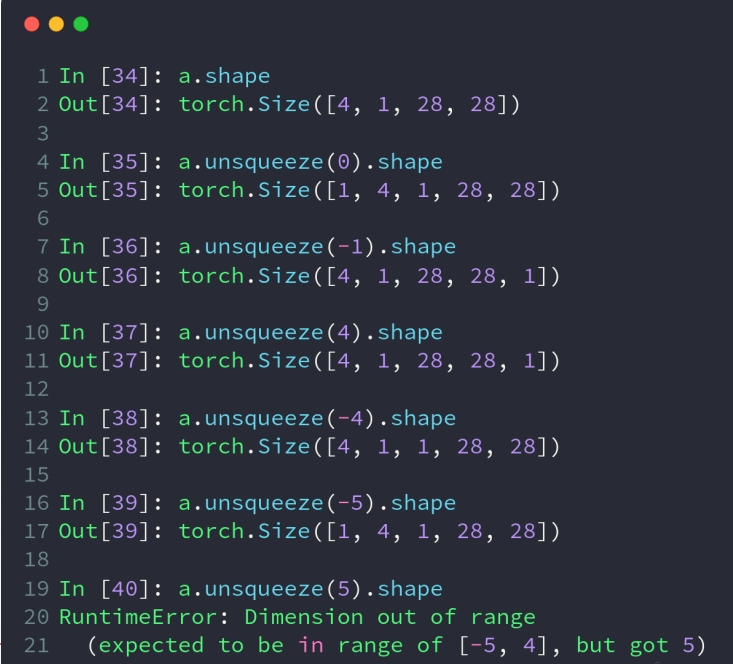 1 In [34]: a.shape
2 Out[34]: torch.Size([4, 1, 28, 28])
3
4 In [35]: a.unsqueeze(0).shape
5 Out[35]: torch.Size([1, 4, 1, 28, 28])
6
7 In [36]: a.unsqueeze(-1).shape
8 Out[36]: torch.Size([4, 1, 28, 28, 1])
9
10 In [37]: a.unsqueeze(4).shape
11 Out[37]: torch.Size([4, 1, 28, 28, 1])
12
13 In [38]: a.unsqueeze(-4).shape
14 Out[38]: torch.Size([4, 1, 1, 28, 28])
15
16 In [39]: a.unsqueeze(-5).shape
17 Out[39]: torch.Size([1, 4, 1, 28, 28])
18
19 In [40]: a.unsqueeze(5).shape
20 RuntimeError: Dimension out of range
21 (expected to be in range of [-5, 4], but got 5)